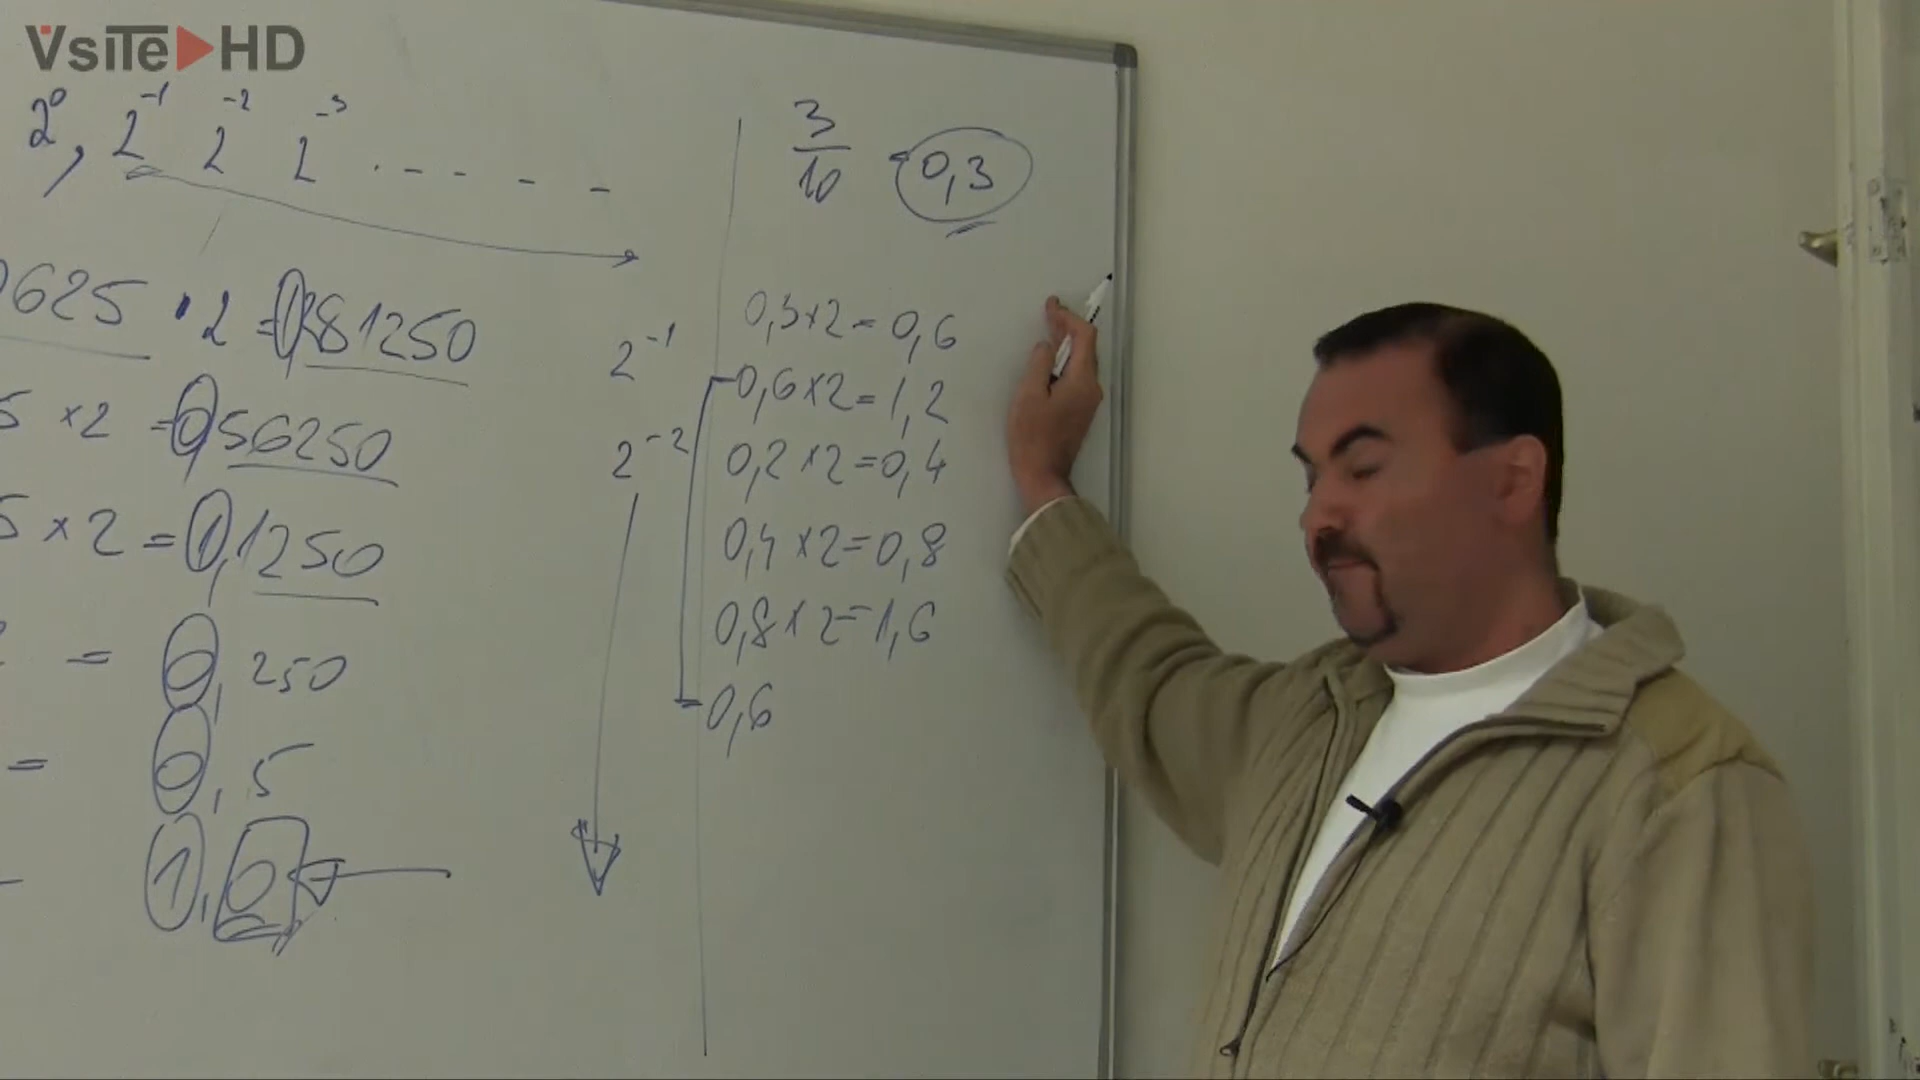 VsiTe HD
2⁰, 2⁻¹ 2⁻² 2⁻³ . - - - - -
625 · 2 = 0,281250
5 × 2 = 0,56250
5 × 2 = 1,1250
= 0,250
= 0,5
1,0
2⁻¹
2⁻²
3/10 0,3
0,3×2=0,6
0,6×2=1,2
0,2×2=0,4
0,4×2=0,8
0,8×2=1,6
0,6